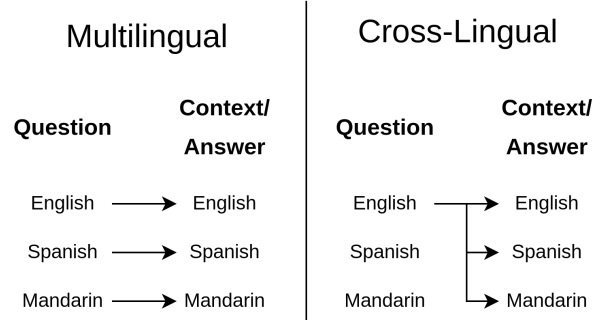 Multilingual
Question
Context/
Answer
English English
Spanish Spanish
Mandarin Mandarin
Cross-Lingual
Question
Context/
Answer
English English
Spanish Spanish
Mandarin Mandarin